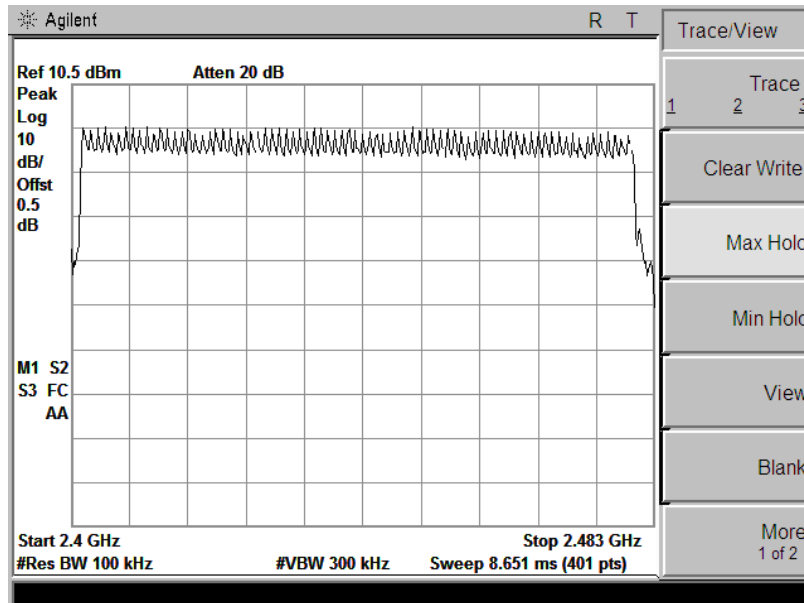 Agilent R T
Ref 10.5 dBm Atten 20 dB
Peak
Log
10
dB/
Offst
0.5
dB
M1 S2
S3 FC
AA
Start 2.4 GHz Stop 2.483 GHz
#Res BW 100 kHz #VBW 300 kHz Sweep 8.651 ms (401 pts)
Trace/View
Trace
1 2 3
Clear Write
Max Hold
Min Hold
View
Blank
More
1 of 2